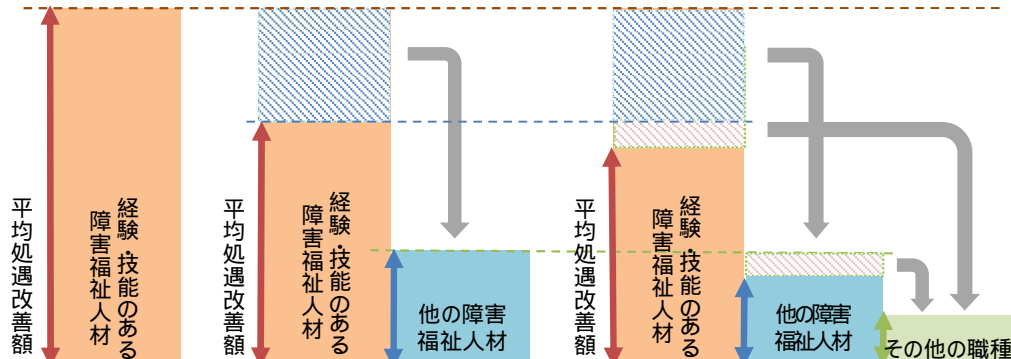 平均処遇改善額
経験・技能のある
障害福祉人材
平均処遇改善額
経験・技能のある
障害福祉人材
他の障害
福祉人材
平均処遇改善額
経験・技能のある
障害福祉人材
他の障害
福祉人材
その他の職種